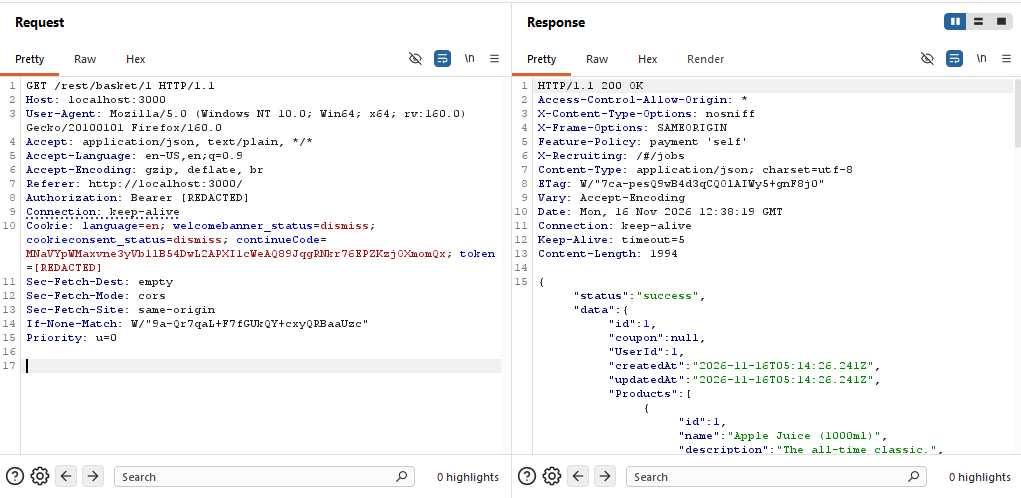 Request
Pretty Raw Hex \n
1 GET /rest/basket/1 HTTP/1.1
2 Host: localhost:3000
3 User-Agent: Mozilla/5.0 (Windows NT 10.0; Win64; x64; rv:160.0)
Gecko/20100101 Firefox/160.0
4 Accept: application/json, text/plain, */*
5 Accept-Language: en-US,en;q=0.9
6 Accept-Encoding: gzip, deflate, br
7 Referer: http://localhost:3000/
8 Authorization: Bearer [REDACTED]
9 Connection: keep-alive
10 Cookie: language=en; welcomebanner_status=dismiss;
cookieconsent_status=dismiss; continueCode=
token
=[REDACTED]
11 Sec-Fetch-Dest: empty
12 Sec-Fetch-Mode: cors
13 Sec-Fetch-Site: same-origin
14 If-None-Match:
15 Priority: u=0
16
17
Search 0 highlights
Response
Pretty Raw Hex Render \n
1 HTTP/1.1 200 OK
2 Access-Control-Allow-Origin: *
3 X-Content-Type-Options: nosniff
4 X-Frame-Options: SAMEORIGIN
5 Feature-Policy: payment 'self'
6 X-Recruiting: /#/jobs
7 Content-Type: application/json; charset=utf-8
8 ETag:
9 Vary: Accept-Encoding
10 Date: Mon, 16 Nov 2026 12:38:19 GMT
11 Connection: keep-alive
12 Keep-Alive: timeout=5
13 Content-Length: 1994
14
15 {
"status":"success",
"data":{
"id":1,
"coupon":null,
"UserId":1,
"createdAt":"2026-11-16T05:14:26.241Z",
"updatedAt":"2026-11-16T05:14:26.241Z",
"Products":[
{
"id":1,
"name":"Apple Juice (1000ml)",
"description":"The all-time classic.",
Search 0 highlights